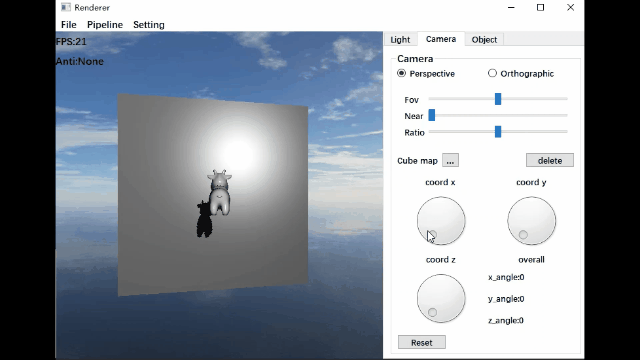 Renderer
File Pipeline Setting
FPS:21
Anti:None
Light Camera Object
Camera
Perspective Orthographic
Fov
Near
Ratio
Cube map ... delete
coord x coord y
coord z overall
x_angle:0
y_angle:0
z_angle:0
Reset